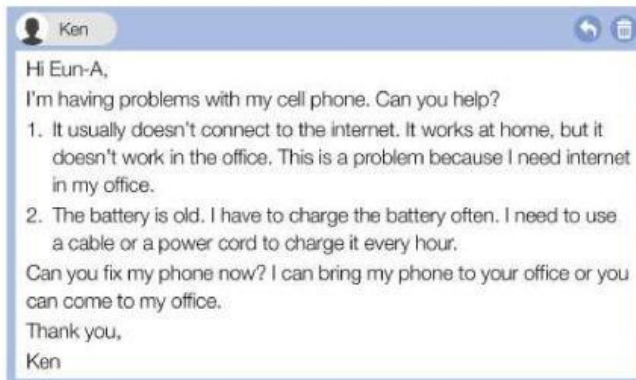 Ken
Hi Eun-A,
I'm having problems with my cell phone. Can you help?
1. It usually doesn't connect to the internet. It works at home, but it
doesn't work in the office. This is a problem because I need internet
in my office.
2. The battery is old. I have to charge the battery often. I need to use
a cable or a power cord to charge it every hour.
Can you fix my phone now? I can bring my phone to your office or you
can come to my office.
Thank you,
Ken